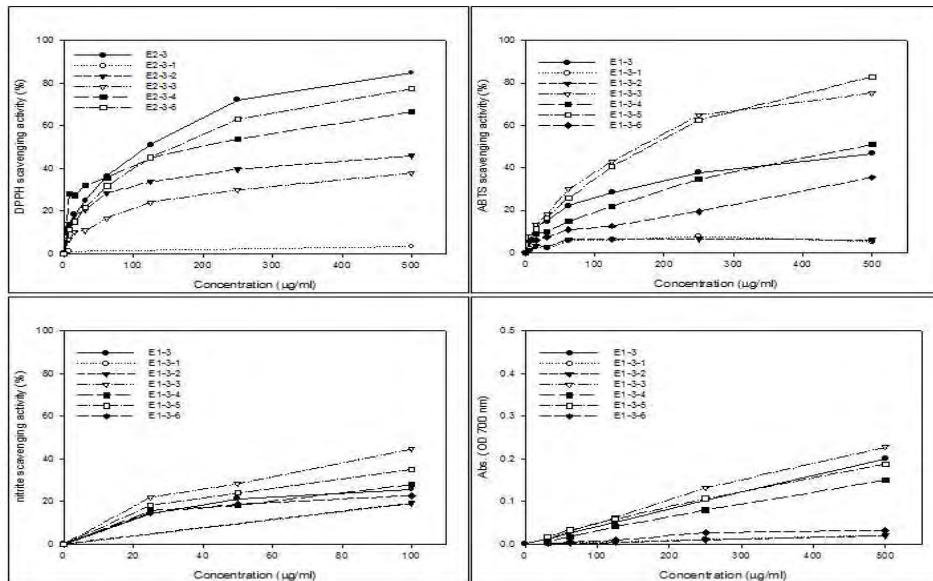 100
80
60
40
20
0
DPPH scavenging activity (%)
E2-3
E2-3-1
E2-3-2
E2-3-3
E2-3-4
E2-3-6
0 100 200 300 400 500
Concentration (µg/ml)
100
80
60
40
20
0
ABTS scavenging activity (%)
E1-3
E1-3-1
E1-3-2
E1-3-3
E1-3-4
E1-3-5
E1-3-6
0 100 200 300 400 500
Concentration (µg/ml)
100
80
60
40
20
0
nitrite scavenging activity (%)
E1-3
E1-3-1
E1-3-2
E1-3-3
E1-3-4
E1-3-5
E1-3-6
0 20 40 60 80 100
Concentration (µg/ml)
0.5
0.4
0.3
0.2
0.1
0.0
Abs. (OD 700 nm)
E1-3
E1-3-1
E1-3-2
E1-3-3
E1-3-4
E1-3-5
E1-3-6
0 100 200 300 400 500
Concentration (µg/ml)